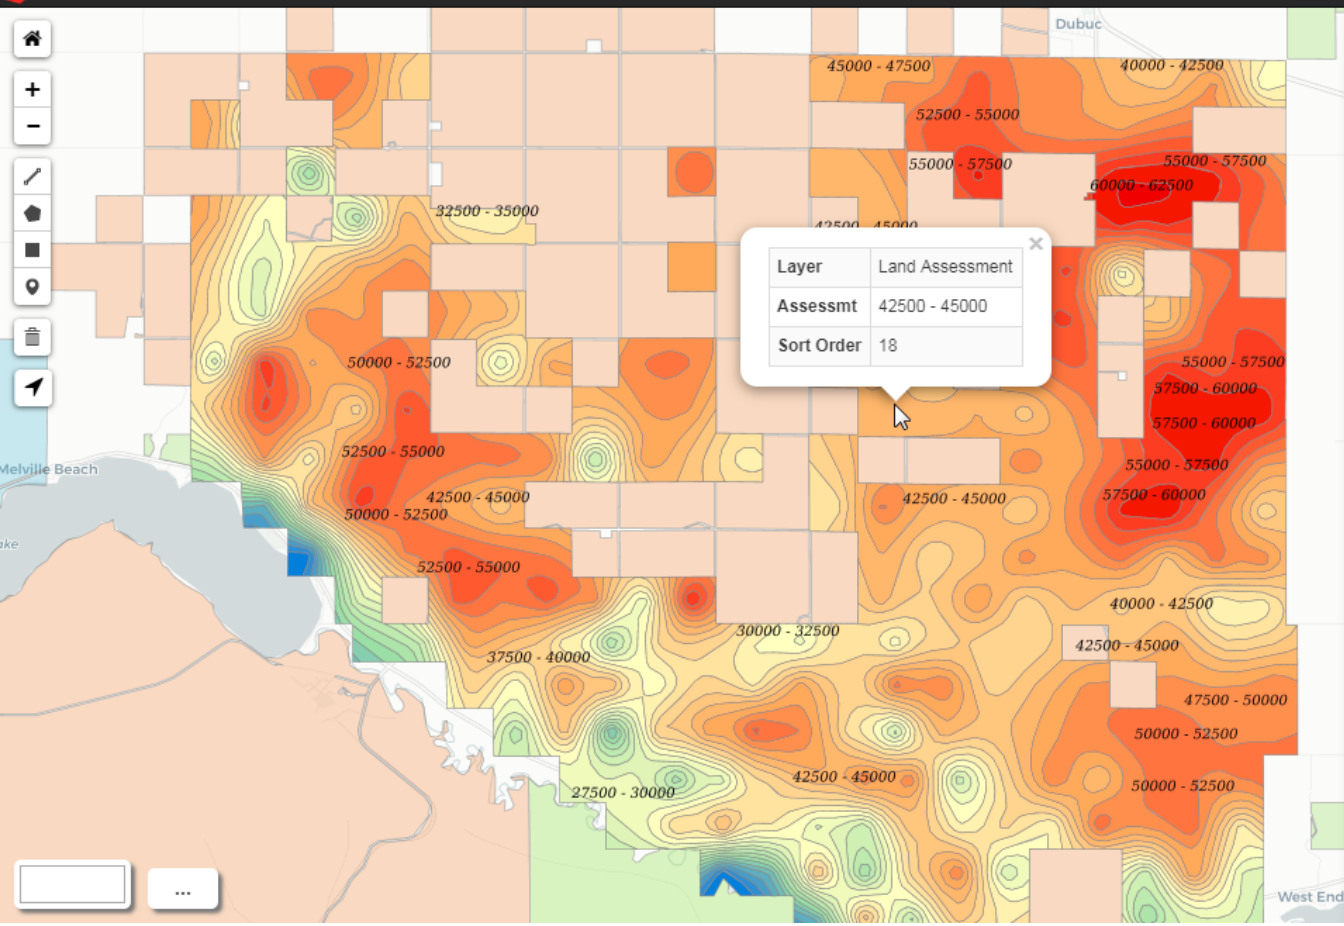 Dubuc
45000 - 47500
40000 - 42500
52500 - 55000
55000 - 57500
55000 - 57500
60000 - 62500
32500 - 35000
42500 - 45000
×
Layer Land Assessment
Assessmt 42500 - 45000
Sort Order 18
50000 - 52500
55000 - 57500
57500 - 60000
57500 - 60000
52500 - 55000
55000 - 57500
Melville Beach
42500 - 45000
42500 - 45000
57500 - 60000
50000 - 52500
ake
52500 - 55000
40000 - 42500
30000 - 32500
42500 - 45000
37500 - 40000
47500 - 50000
50000 - 52500
42500 - 45000
50000 - 52500
27500 - 30000
...
West End